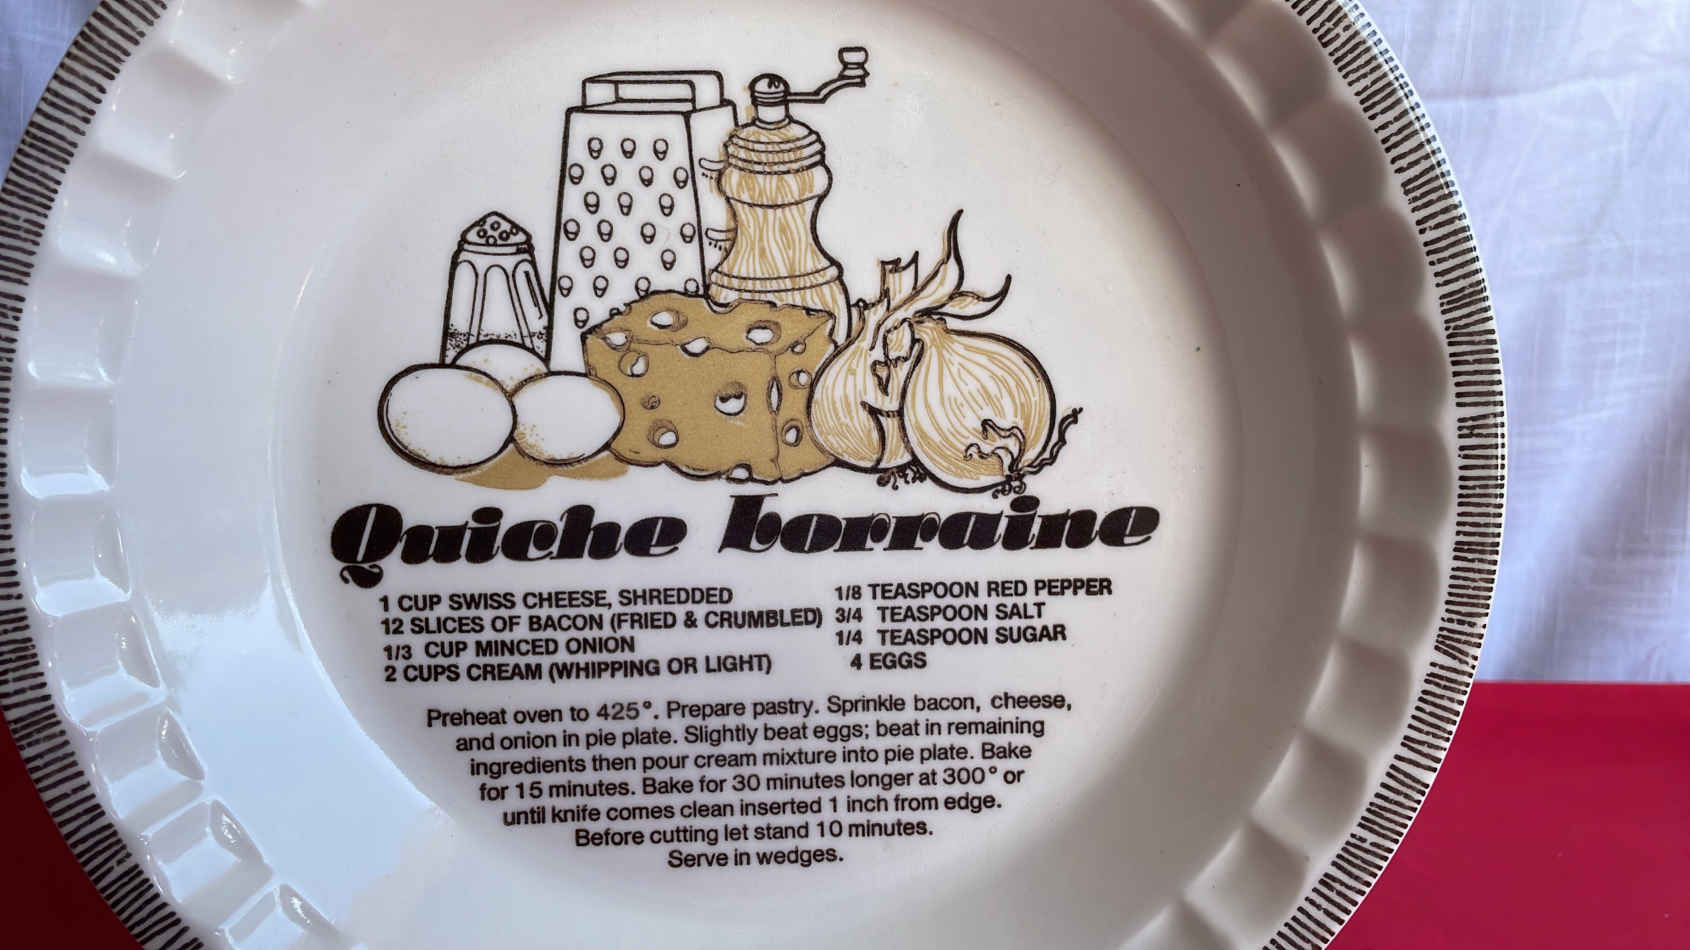 Quiche Lorraine
1 CUP SWISS CHEESE, SHREDDED
12 SLICES OF BACON (FRIED & CRUMBLED)
1/3 CUP MINCED ONION
2 CUPS CREAM (WHIPPING OR LIGHT)
1/8 TEASPOON RED PEPPER
3/4 TEASPOON SALT
1/4 TEASPOON SUGAR
4 EGGS
Preheat oven to 425°. Prepare pastry. Sprinkle bacon, cheese,
and onion in pie plate. Slightly beat eggs; beat in remaining
ingredients then pour cream mixture into pie plate. Bake
for 15 minutes. Bake for 30 minutes longer at 300° or
until knife comes clean inserted 1 inch from edge.
Before cutting let stand 10 minutes.
Serve in wedges.